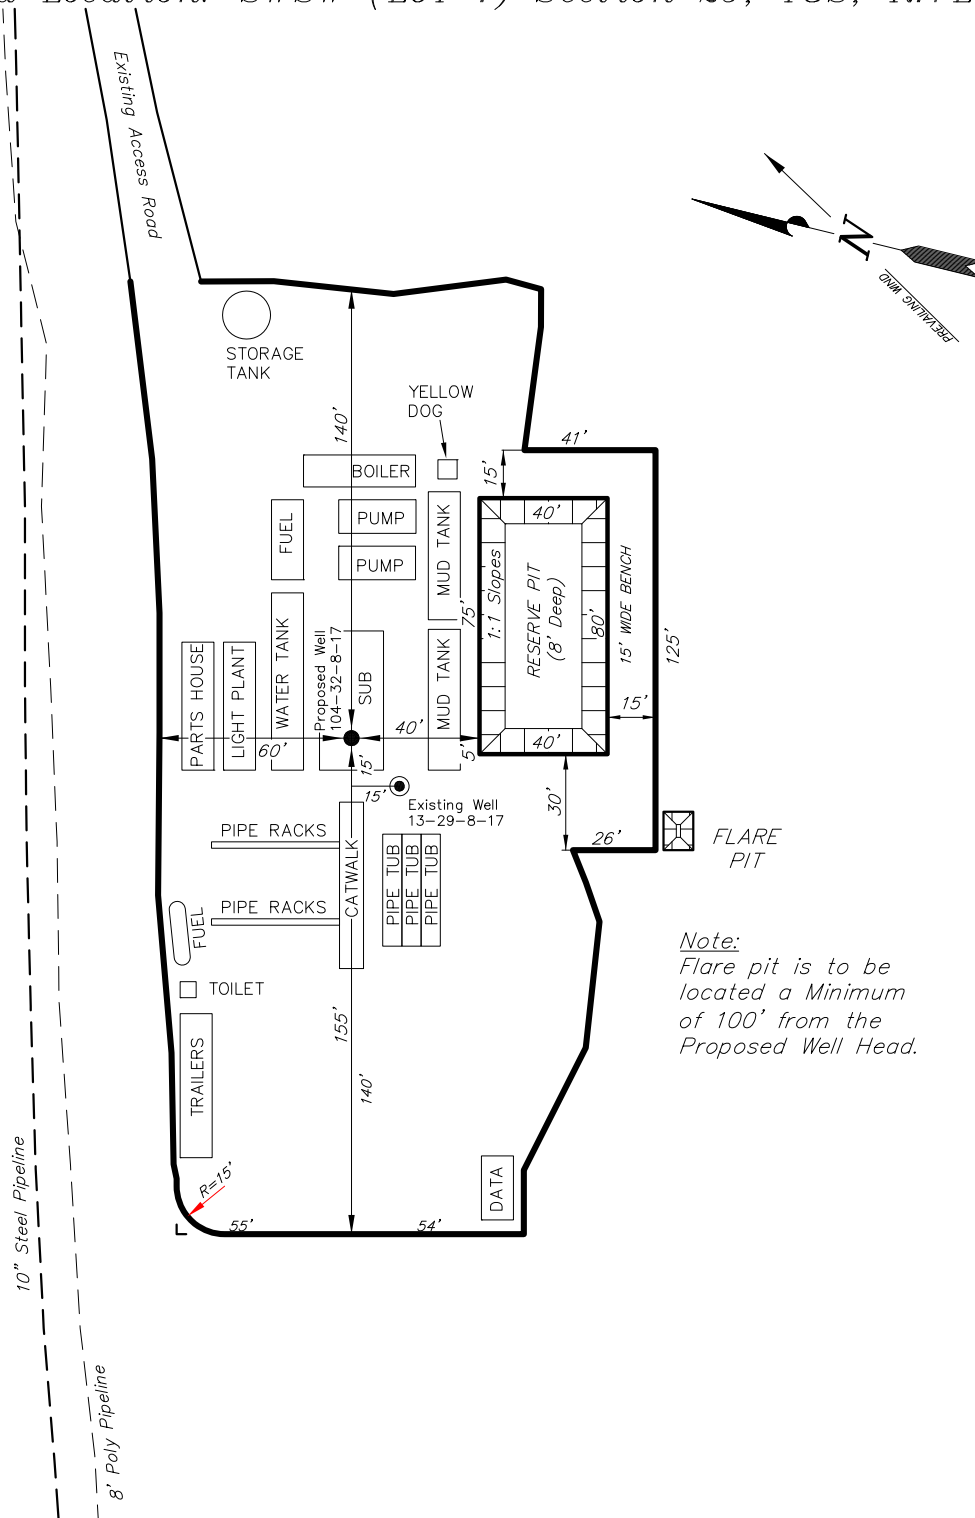 Existing Access Road
N
PREVAILING WIND
STORAGE
TANK
140'
YELLOW
DOG
41'
15'
BOILER
FUEL
PUMP
PUMP
MUD TANK
40'
1:1 Slopes
RESERVE PIT
(8' Deep)
80'
15' WIDE BENCH
125'
75'
PARTS HOUSE
LIGHT PLANT
WATER TANK
Proposed Well
104-32-8-17
SUB
MUD TANK
15'
60'
40'
5'
40'
15'
15'
30'
Existing Well
13-29-8-17
26'
FLARE
PIT
PIPE RACKS
CATWALK
PIPE TUB
PIPE TUB
PIPE TUB
PIPE RACKS
FUEL
Note:
Flare pit is to be
located a Minimum
of 100' from the
Proposed Well Head.
TOILET
155'
TRAILERS
140'
DATA
R=15'
55'
54'
10" Steel Pipeline
8' Poly Pipeline